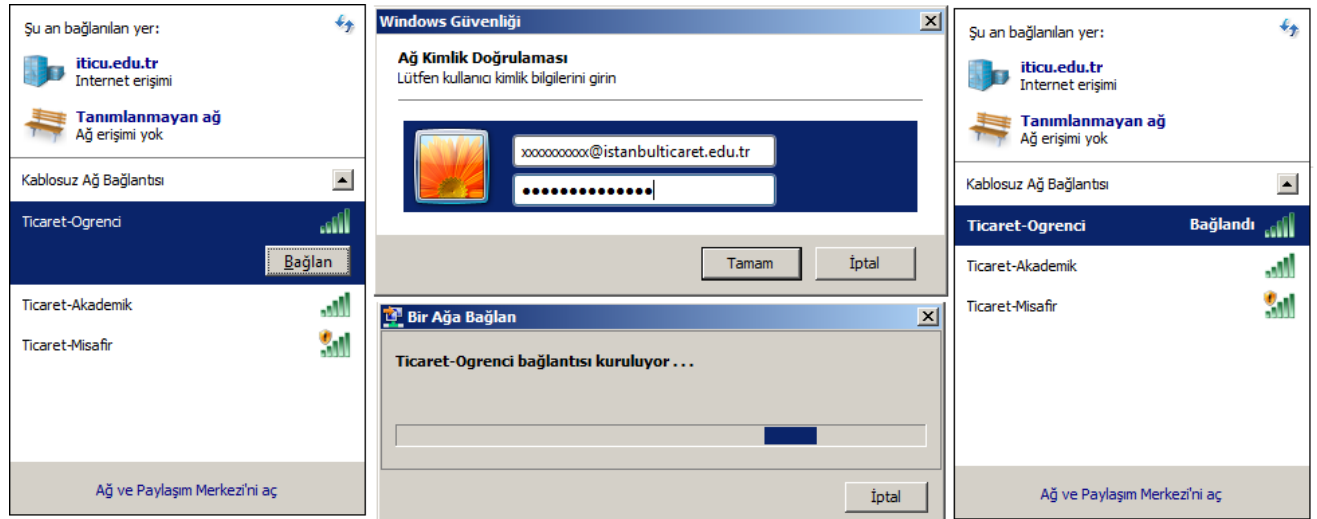 Şu an bağlanılan yer:
iticu.edu.tr
Internet erişimi
Tanımlanmayan ağ
Ağ erişimi yok
Kablosuz Ağ Bağlantısı
Ticaret-Ogrenci
Bağlan
Ticaret-Akademik
Ticaret-Misafir
Ağ ve Paylaşım Merkezi'ni aç
Windows Güvenliği
Ağ Kimlik Doğrulaması
Lütfen kullanıcı kimlik bilgilerini girin
xxxxxxxxxx@istanbulticaret.edu.tr
●●●●●●●●●●●●●●
Tamam İptal
Bir Ağa Bağlan
Ticaret-Ogrenci bağlantısı kuruluyor . . .
İptal
Şu an bağlanılan yer:
iticu.edu.tr
Internet erişimi
Tanımlanmayan ağ
Ağ erişimi yok
Kablosuz Ağ Bağlantısı
Ticaret-Ogrenci Bağlandı
Ticaret-Akademik
Ticaret-Misafir
Ağ ve Paylaşım Merkezi'ni aç